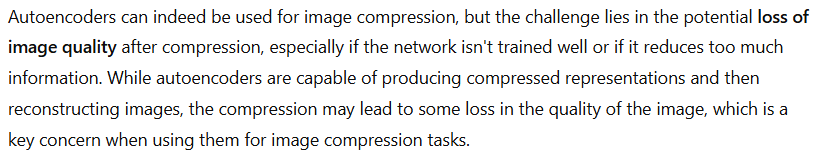 Autoencoders can indeed be used for image compression, but the challenge lies in the potential loss of
image quality after compression, especially if the network isn't trained well or if it reduces too much
information. While autoencoders are capable of producing compressed representations and then
reconstructing images, the compression may lead to some loss in the quality of the image, which is a
key concern when using them for image compression tasks.